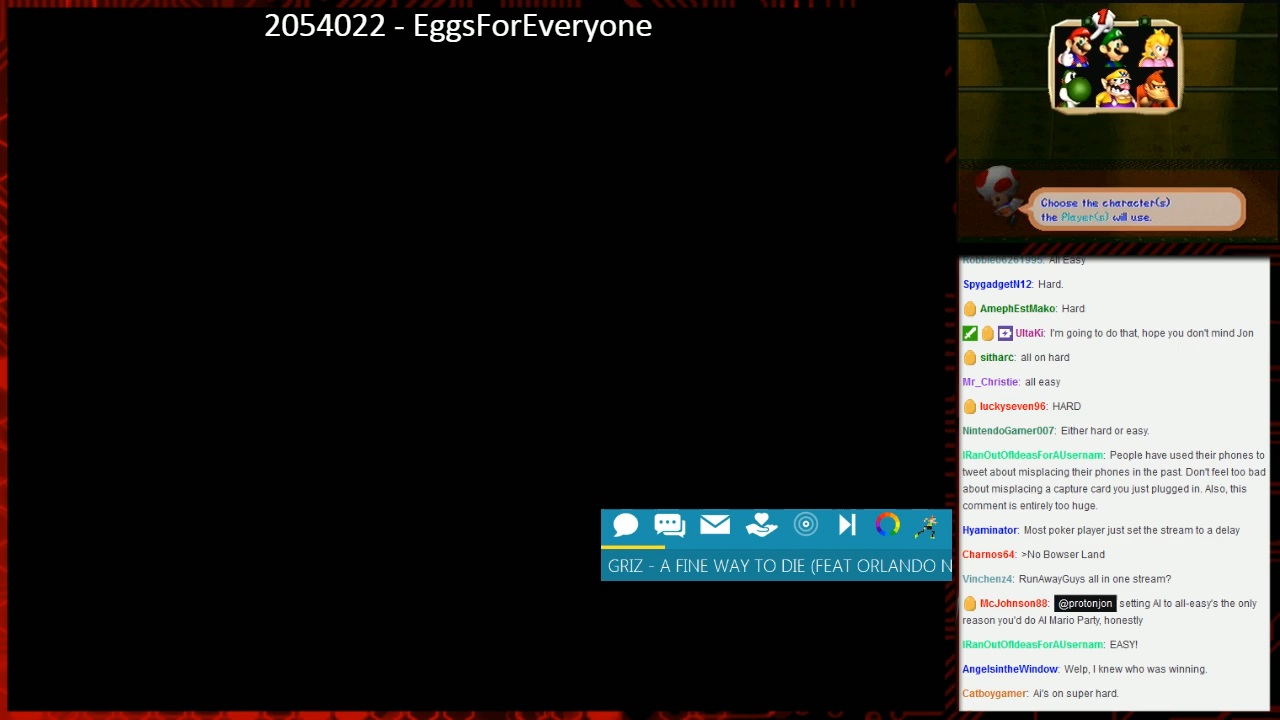 2054022 - EggsForEveryone
Choose the character(s)
the Player(s) will use.
Robbie06261995: All Easy
SpygadgetN12: Hard.
AmephEstMako: Hard
UltaKi: I'm going to do that, hope you don't mind Jon
sitharc: all on hard
Mr_Christie: all easy
luckyseven96: HARD
NintendoGamer007: Either hard or easy.
IRanOutOfIdeasForAUsernam: People have used their phones to
tweet about misplacing their phones in the past. Don't feel too bad
about misplacing a capture card you just plugged in. Also, this
comment is entirely too huge.
Hyaminator: Most poker player just set the stream to a delay
Charnos64: >No Bowser Land
Vinchenz4: RunAwayGuys all in one stream?
McJohnson88: @protonjon setting AI to all-easy's the only
reason you'd do AI Mario Party, honestly
IRanOutOfIdeasForAUsernam: EASY!
AngelsintheWindow: Welp, I knew who was winning.
Catboygamer: Ai's on super hard.
GRIZ - A FINE WAY TO DIE (FEAT ORLANDO N